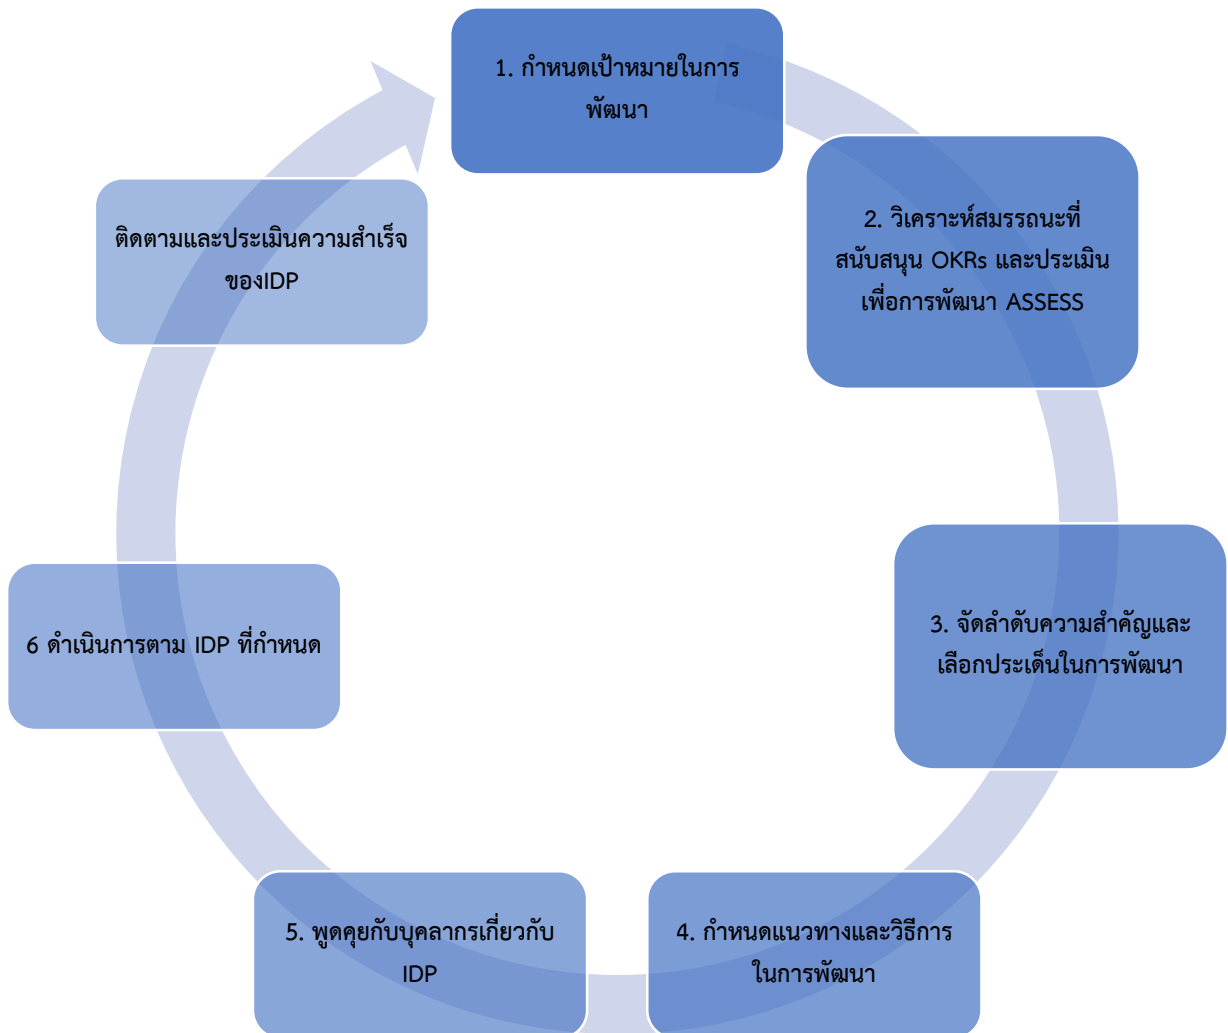 1. กำหนดเป้าหมายในการ
พัฒนา
2. วิเคราะห์สมรรถนะที่
สนับสนุน OKRs และประเมิน
เพื่อการพัฒนา ASSESS
3. จัดลำดับความสำคัญและ
เลือกประเด็นในการพัฒนา
4. กำหนดแนวทางและวิธีการ
ในการพัฒนา
5. พูดคุยกับบุคลากรเกี่ยวกับ
IDP
6 ดำเนินการตาม IDP ที่กำหนด
ติดตามและประเมินความสำเร็จ
ของIDP